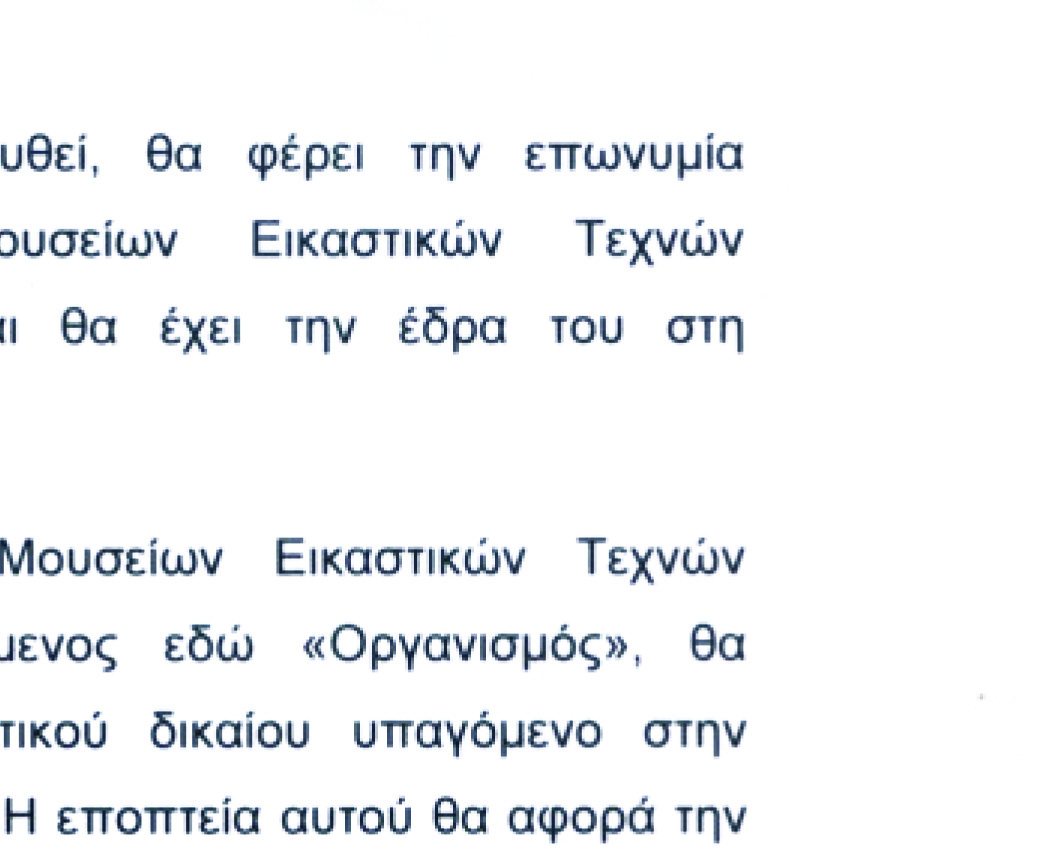 υθεί, θα φέρει την επωνυμία
ουσείων Εικαστικών Τεχνών
αι θα έχει την έδρα του στη
Μουσείων Εικαστικών Τεχνών
μενος εδώ «Οργανισμός», θα
τικού δικαίου υπαγόμενο στην
Η εποπτεία αυτού θα αφορά την